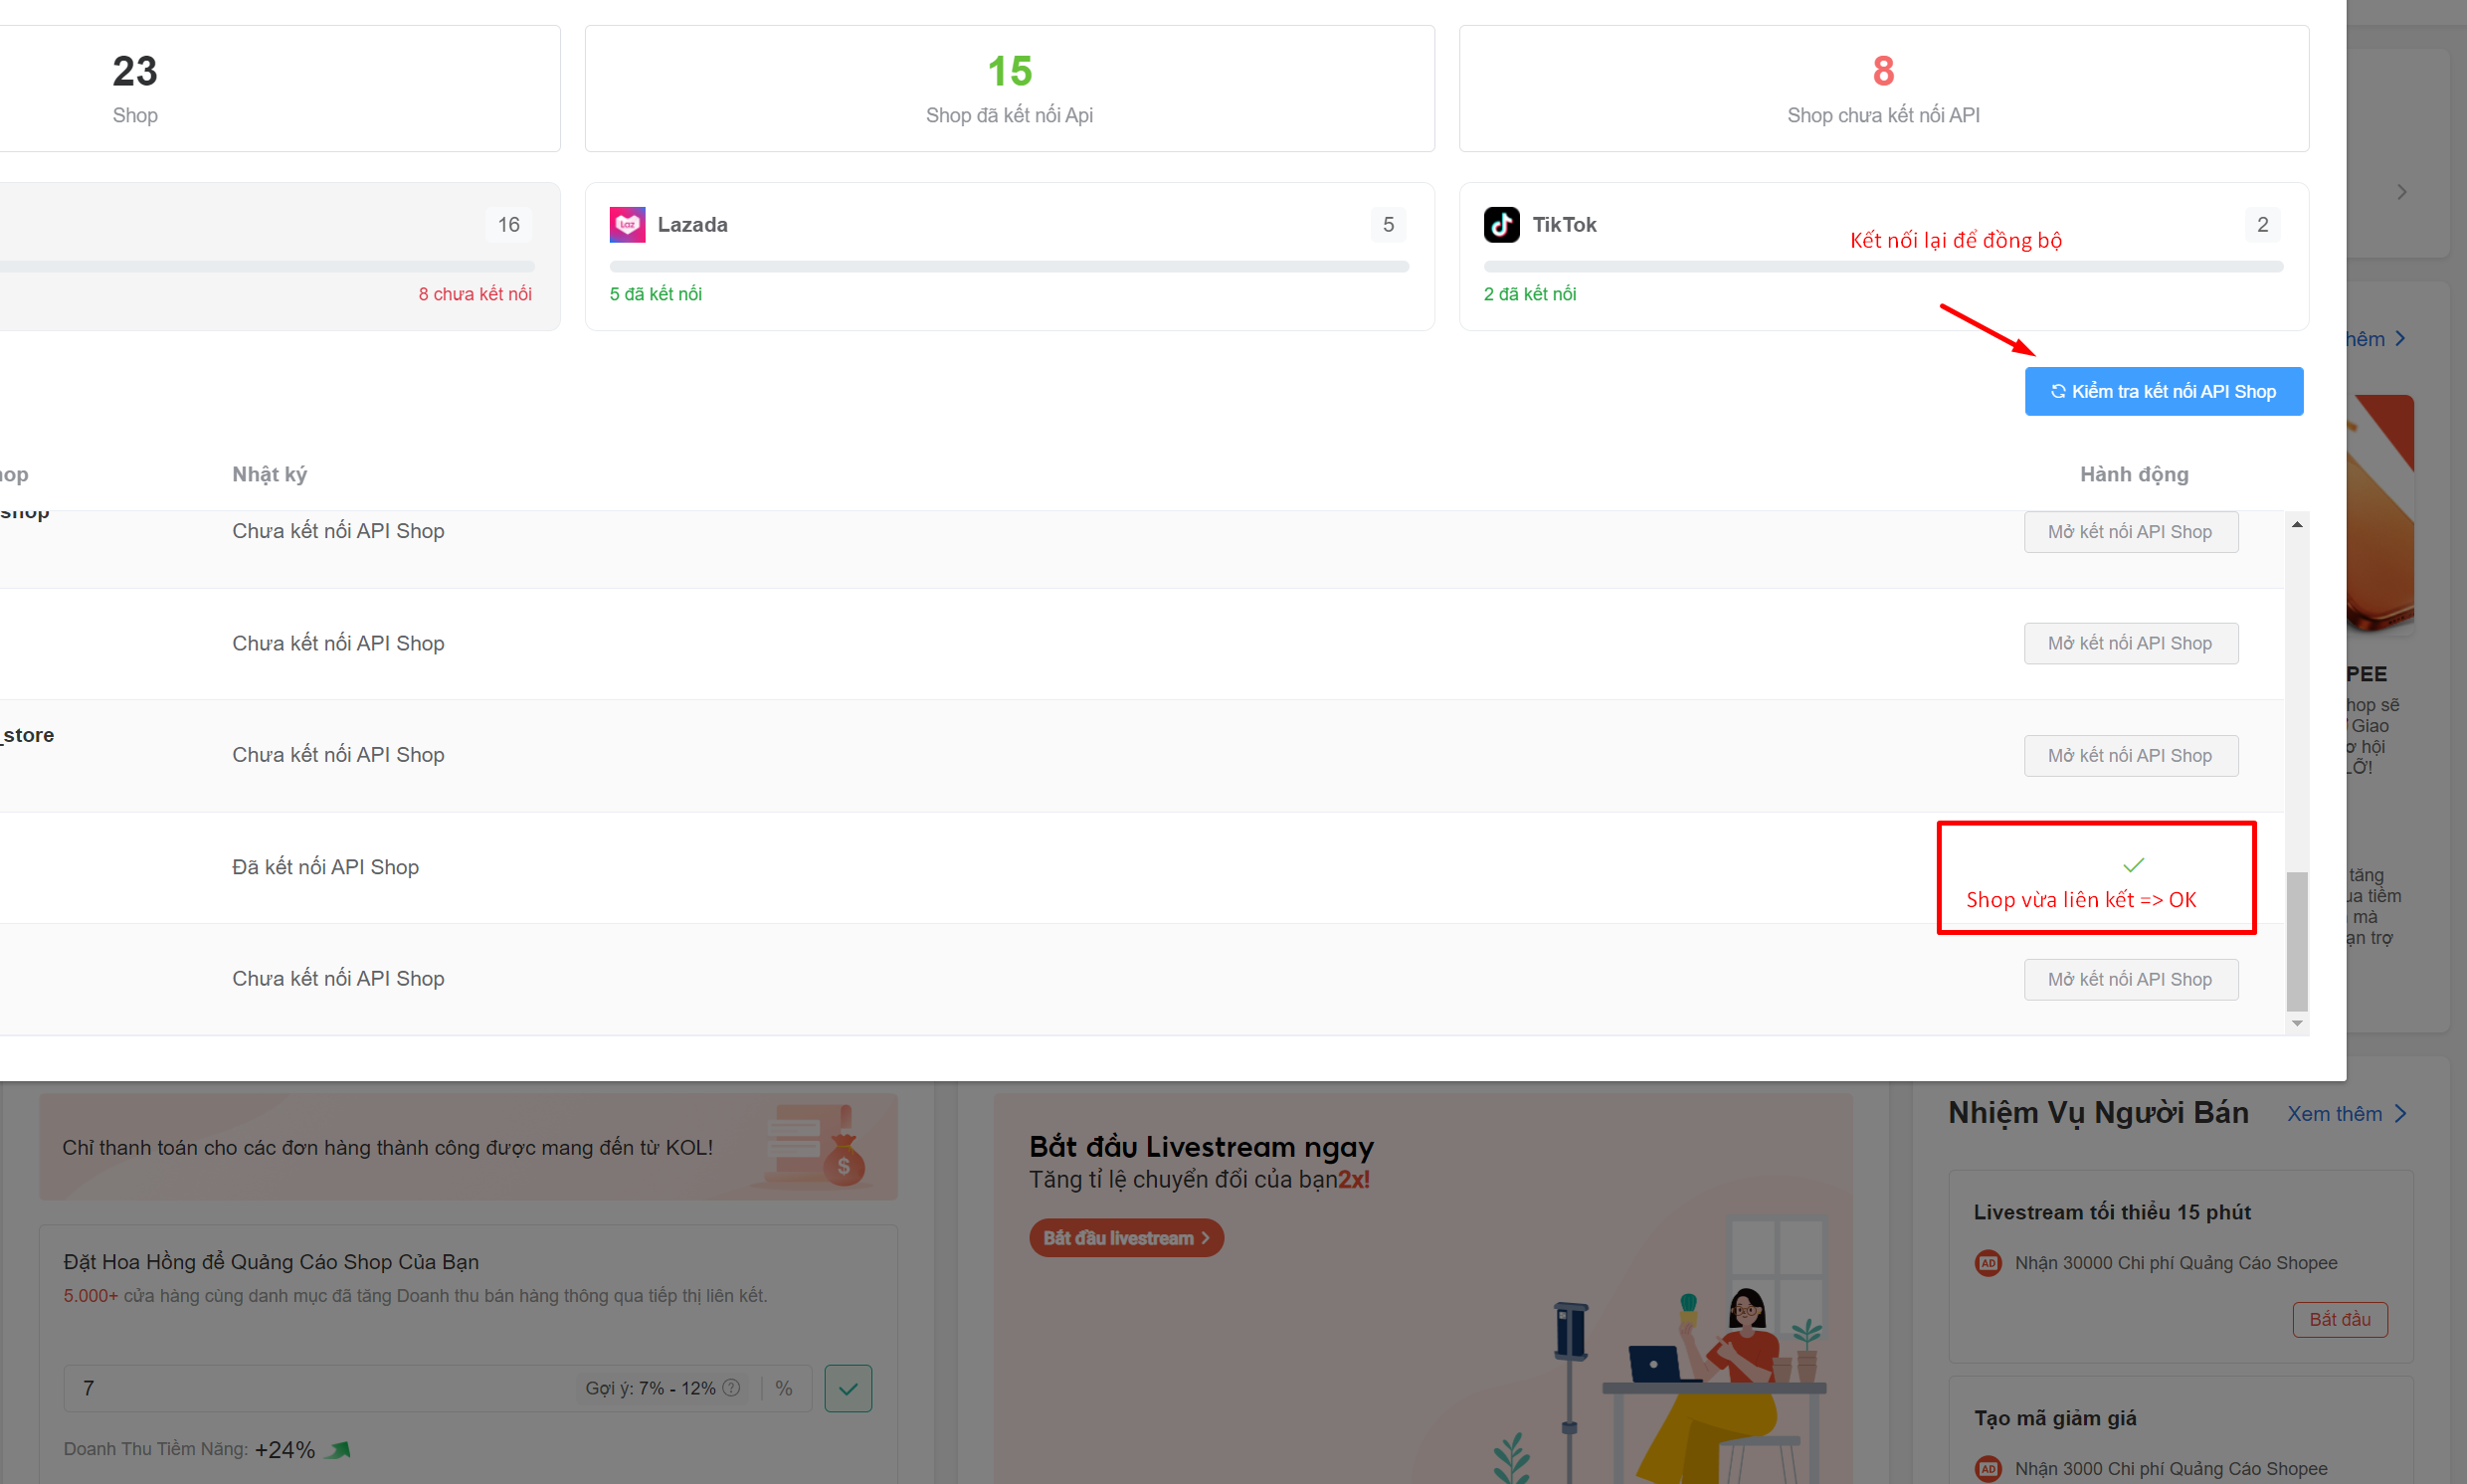 23
Shop
15
Shop đã kết nối Api
8
Shop chưa kết nối API
16
8 chưa kết nối
Laz
Lazada
5
5 đã kết nối
TikTok
2
Kết nối lại để đồng bộ
2 đã kết nối
hêm
Kiểm tra kết nối API Shop
hop
Nhật ký
Hành động
shop
Chưa kết nối API Shop
Mở kết nối API Shop
Chưa kết nối API Shop
Mở kết nối API Shop
_store
Chưa kết nối API Shop
Mở kết nối API Shop
Đã kết nối API Shop
Shop vừa liên kết => OK
Chưa kết nối API Shop
Mở kết nối API Shop
PEE
hop sẽ
Giao
ơ hội
LỠ!
tăng
ua tiềm
mà
ạn trợ
Chỉ thanh toán cho các đơn hàng thành công được mang đến từ KOL!
$
Đặt Hoa Hồng để Quảng Cáo Shop Của Bạn
5.000+ cửa hàng cùng danh mục đã tăng Doanh thu bán hàng thông qua tiếp thị liên kết.
7
Gợi ý: 7% - 12% ?
%
Doanh Thu Tiềm Năng: +24%
Bắt đầu Livestream ngay
Tăng tỉ lệ chuyển đổi của bạn2x!
Bắt đầu livestream
Nhiệm Vụ Người Bán
Xem thêm
Livestream tối thiểu 15 phút
AD Nhận 30000 Chi phí Quảng Cáo Shopee
Bắt đầu
Tạo mã giảm giá
AD Nhận 3000 Chi phí Quảng Cáo Shopee